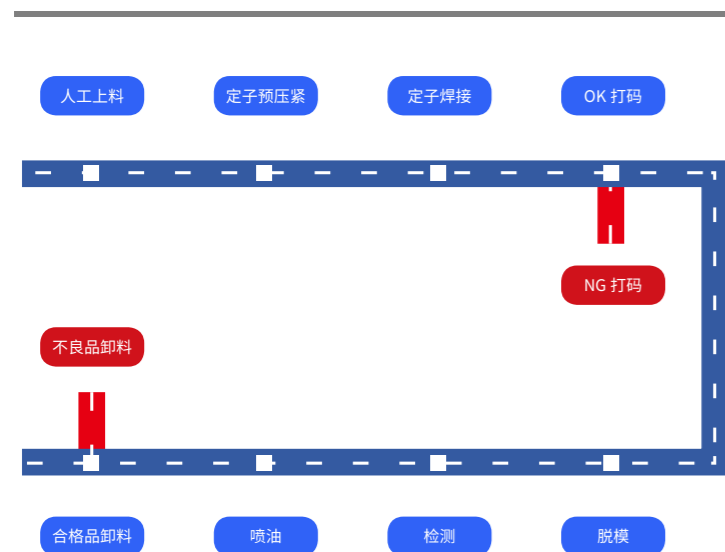 人工上料
定子预压紧
定子焊接
OK 打码
NG 打码
不良品卸料
合格品卸料
喷油
检测
脱模